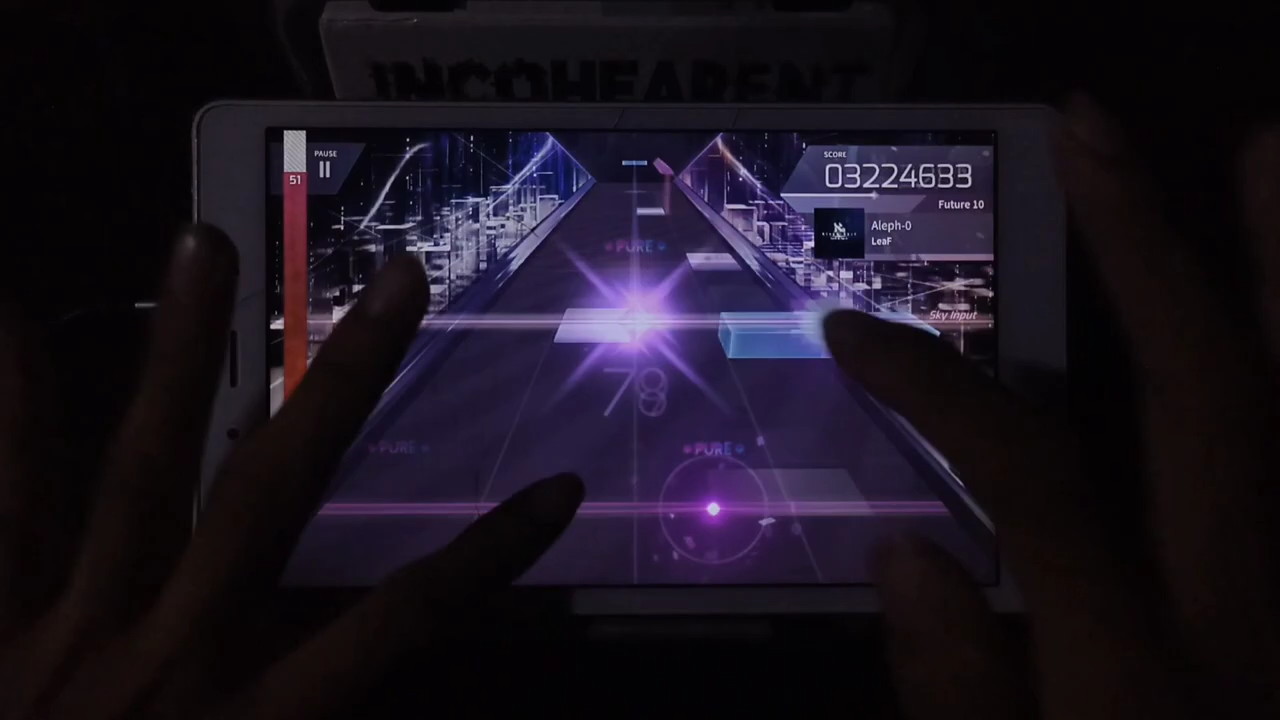 INCOHEARENT
PAUSE
51
SCORE
03224633
Future 10
Aleph-0
LeaF
PURE
Sky Input
78
PURE
PURE